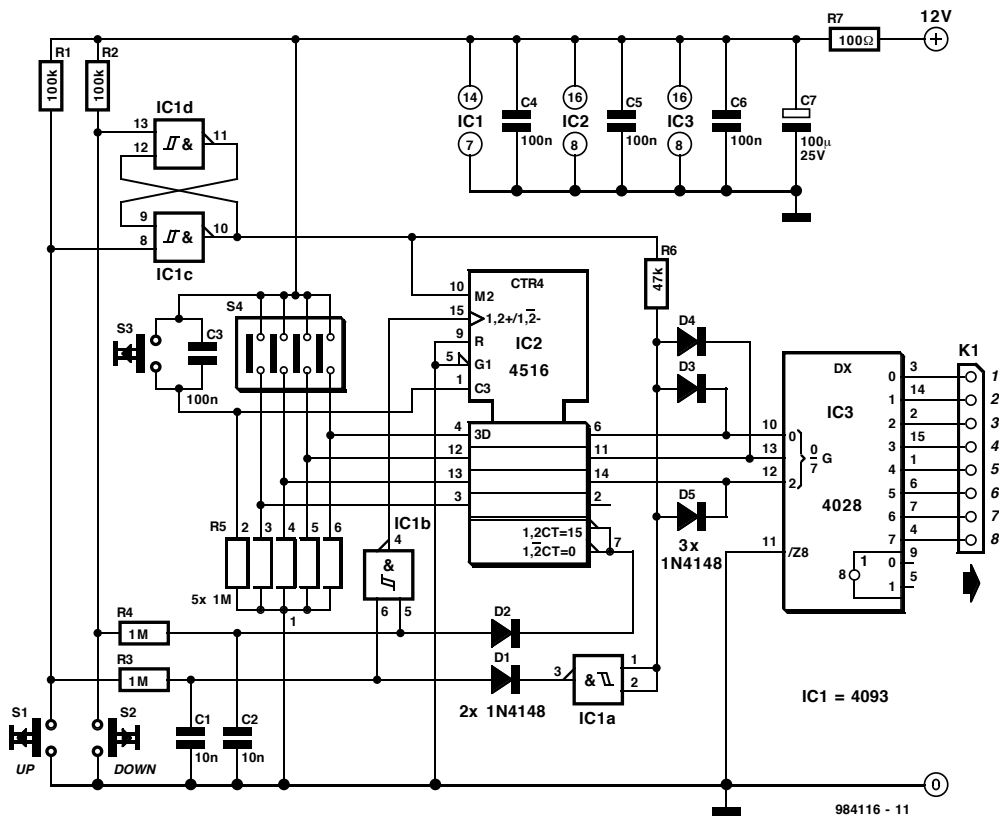 R1
R2
R7
12V
100k
100k
100Ω
+
IC1d
13
12
11
&
14
IC1
7
C4
100n
16
IC2
8
C5
100n
16
IC3
8
C6
100n
C7
100µ
25V
9
8
10
&
IC1c
R6
47k
S4
S3
C3
100n
10
15
9
5
1
M2
1,2+/1,2̅-
R
G1
C3
CTR4
IC2
4516
D4
D3
4
12
13
3
3D
6
11
14
2
1,2CT=15
1,2̅CT=0
7
D5
3x
1N4148
K1
DX
IC3
4028
10
13
12
11
0
2
0
7
G
/Z8
0
1
2
3
4
5
6
7
3
14
2
15
1
6
7
4
1
2
3
4
5
6
7
8
8
1
0
1
9
5
R5
2
3
4
5
6
5x 1M
1
IC1b
4
&
6
5
R4
1M
R3
1M
D2
D1
2x 1N4148
3
&
1
2
IC1a
IC1 = 4093
S1
UP
S2
DOWN
C1
10n
C2
10n
0
984116 - 11